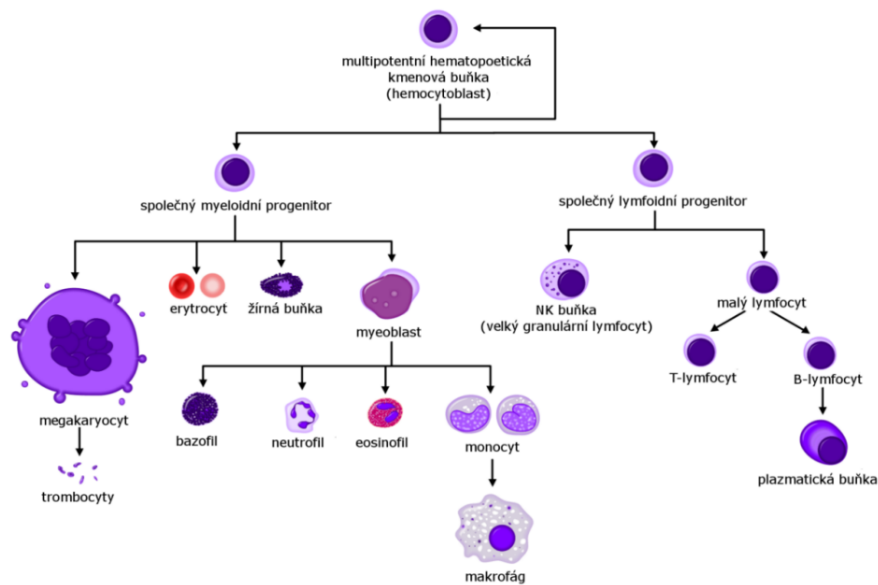 multipotentní hematopoetická
kmenová buňka
(hemocytoblast)
společný myeloidní progenitor
společný lymfoidní progenitor
erytrocyt
žírná buňka
myeoblast
NK buňka
(velký granulární lymfocyt)
malý lymfocyt
T-lymfocyt
B-lymfocyt
megakaryocyt
bazofil
neutrofil
eosinofil
monocyt
plazmatická buňka
trombocyty
makrofág